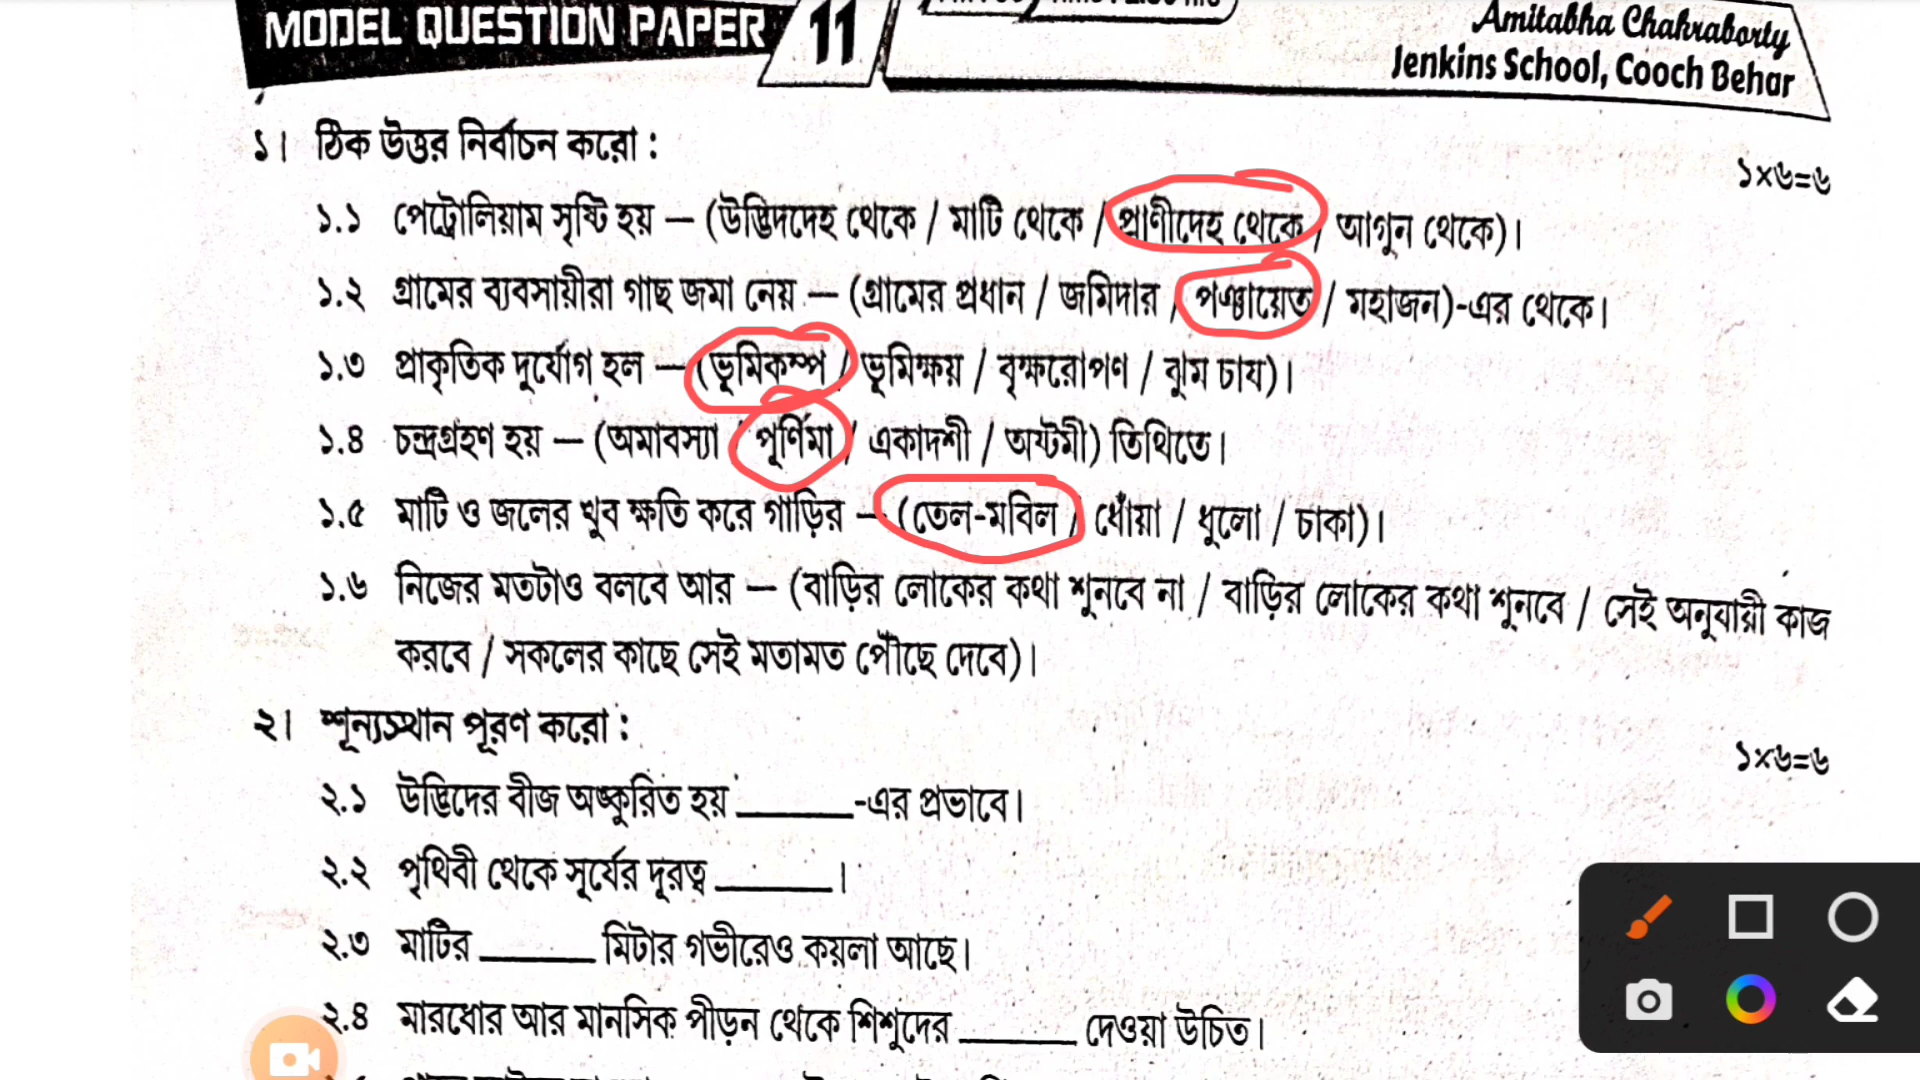 MODEL QUESTION PAPER 11
Amitabha Chakraborty
Jenkins School, Cooch Behar
১। ঠিক উত্তর নির্বাচন করো :
১×৬=৬
১.১ পেট্রোলিয়াম সৃষ্টি হয় — (উদ্ভিদদেহ থেকে / মাটি থেকে / প্রাণীদেহ থেকে / আগুন থেকে)।
১.২ গ্রামের ব্যবসায়ীরা গাছ জমা নেয় — (গ্রামের প্রধান / জমিদার / পঞ্চায়েত / মহাজন)-এর থেকে।
১.৩ প্রাকৃতিক দুর্যোগ হল — (ভূমিকম্প / ভূমিক্ষয় / বৃক্ষরোপণ / ঝুম চাষ)।
১.৪ চন্দ্রগ্রহণ হয় — (অমাবস্যা / পূর্ণিমা / একাদশী / অষ্টমী) তিথিতে।
১.৫ মাটি ও জলের খুব ক্ষতি করে গাড়ির — (তেল-মবিল / ধোঁয়া / ধুলো / চাকা)।
১.৬ নিজের মতটাও বলবে আর — (বাড়ির লোকের কথা শুনবে না / বাড়ির লোকের কথা শুনবে / সেই অনুযায়ী কাজ
করবে / সকলের কাছে সেই মতামত পৌঁছে দেবে)।
২। শূন্যস্থান পূরণ করো :
১×৬=৬
২.১ উদ্ভিদের বীজ অঙ্কুরিত হয় ______-এর প্রভাবে।
২.২ পৃথিবী থেকে সূর্যের দূরত্ব ______।
২.৩ মাটির ______ মিটার গভীরেও কয়লা আছে।
২.৪ মারধোর আর মানসিক পীড়ন থেকে শিশুদের ______ দেওয়া উচিত।